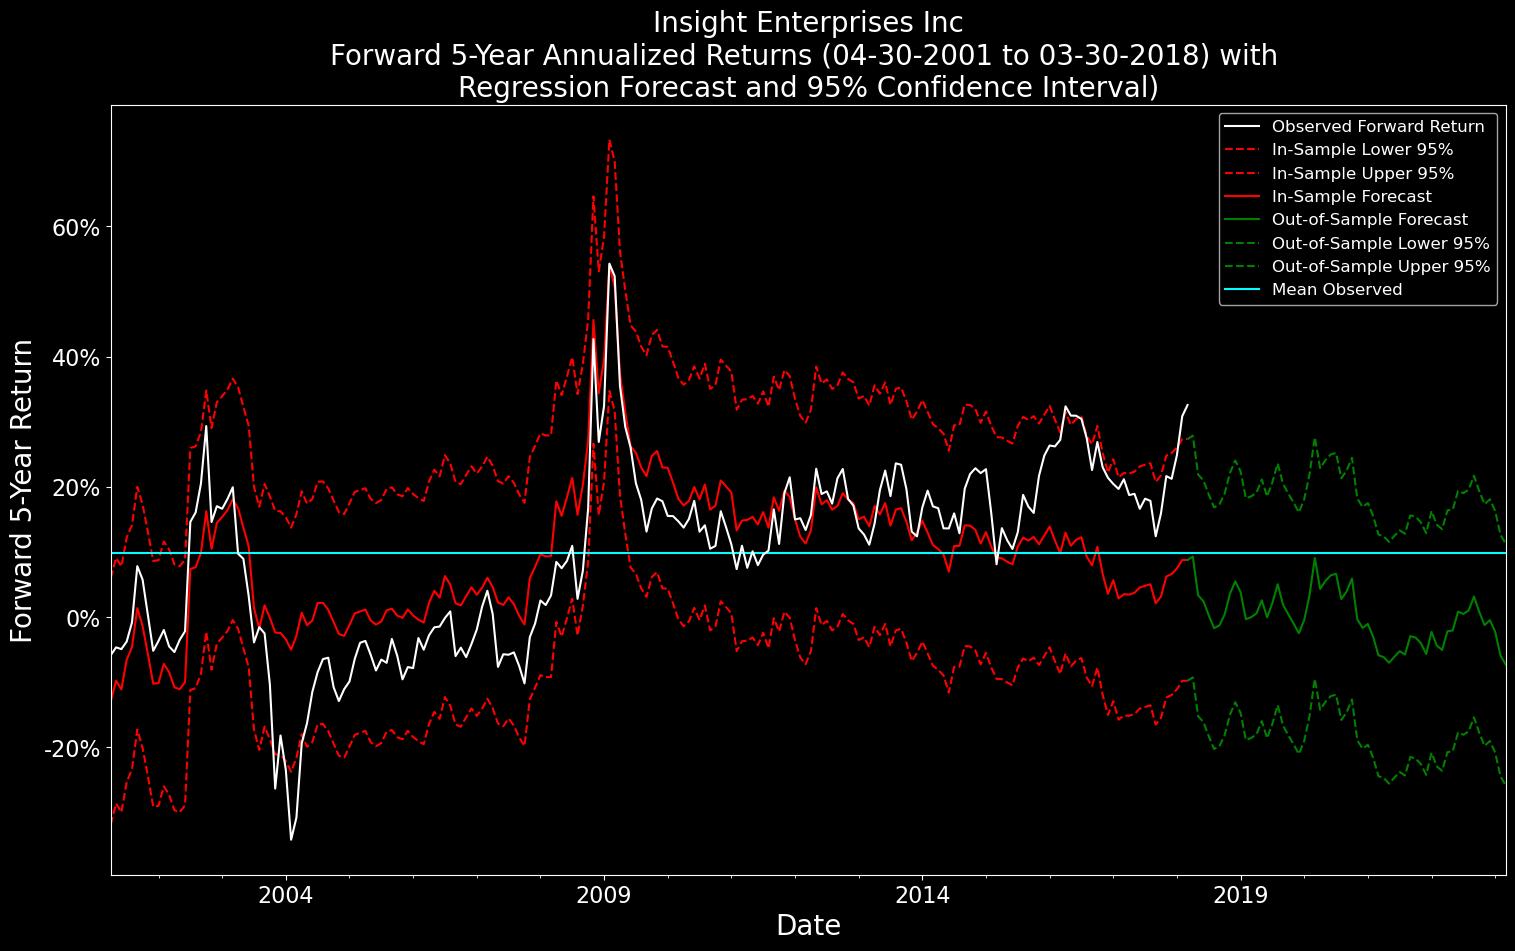 Insight Enterprises Inc
Forward 5-Year Annualized Returns (04-30-2001 to 03-30-2018) with
Regression Forecast and 95% Confidence Interval)
Observed Forward Return
In-Sample Lower 95%
In-Sample Upper 95%
In-Sample Forecast
Out-of-Sample Forecast
Out-of-Sample Lower 95%
Out-of-Sample Upper 95%
Mean Observed
Forward 5-Year Return
60%
40%
20%
0%
-20%
2004
2009
2014
2019
Date